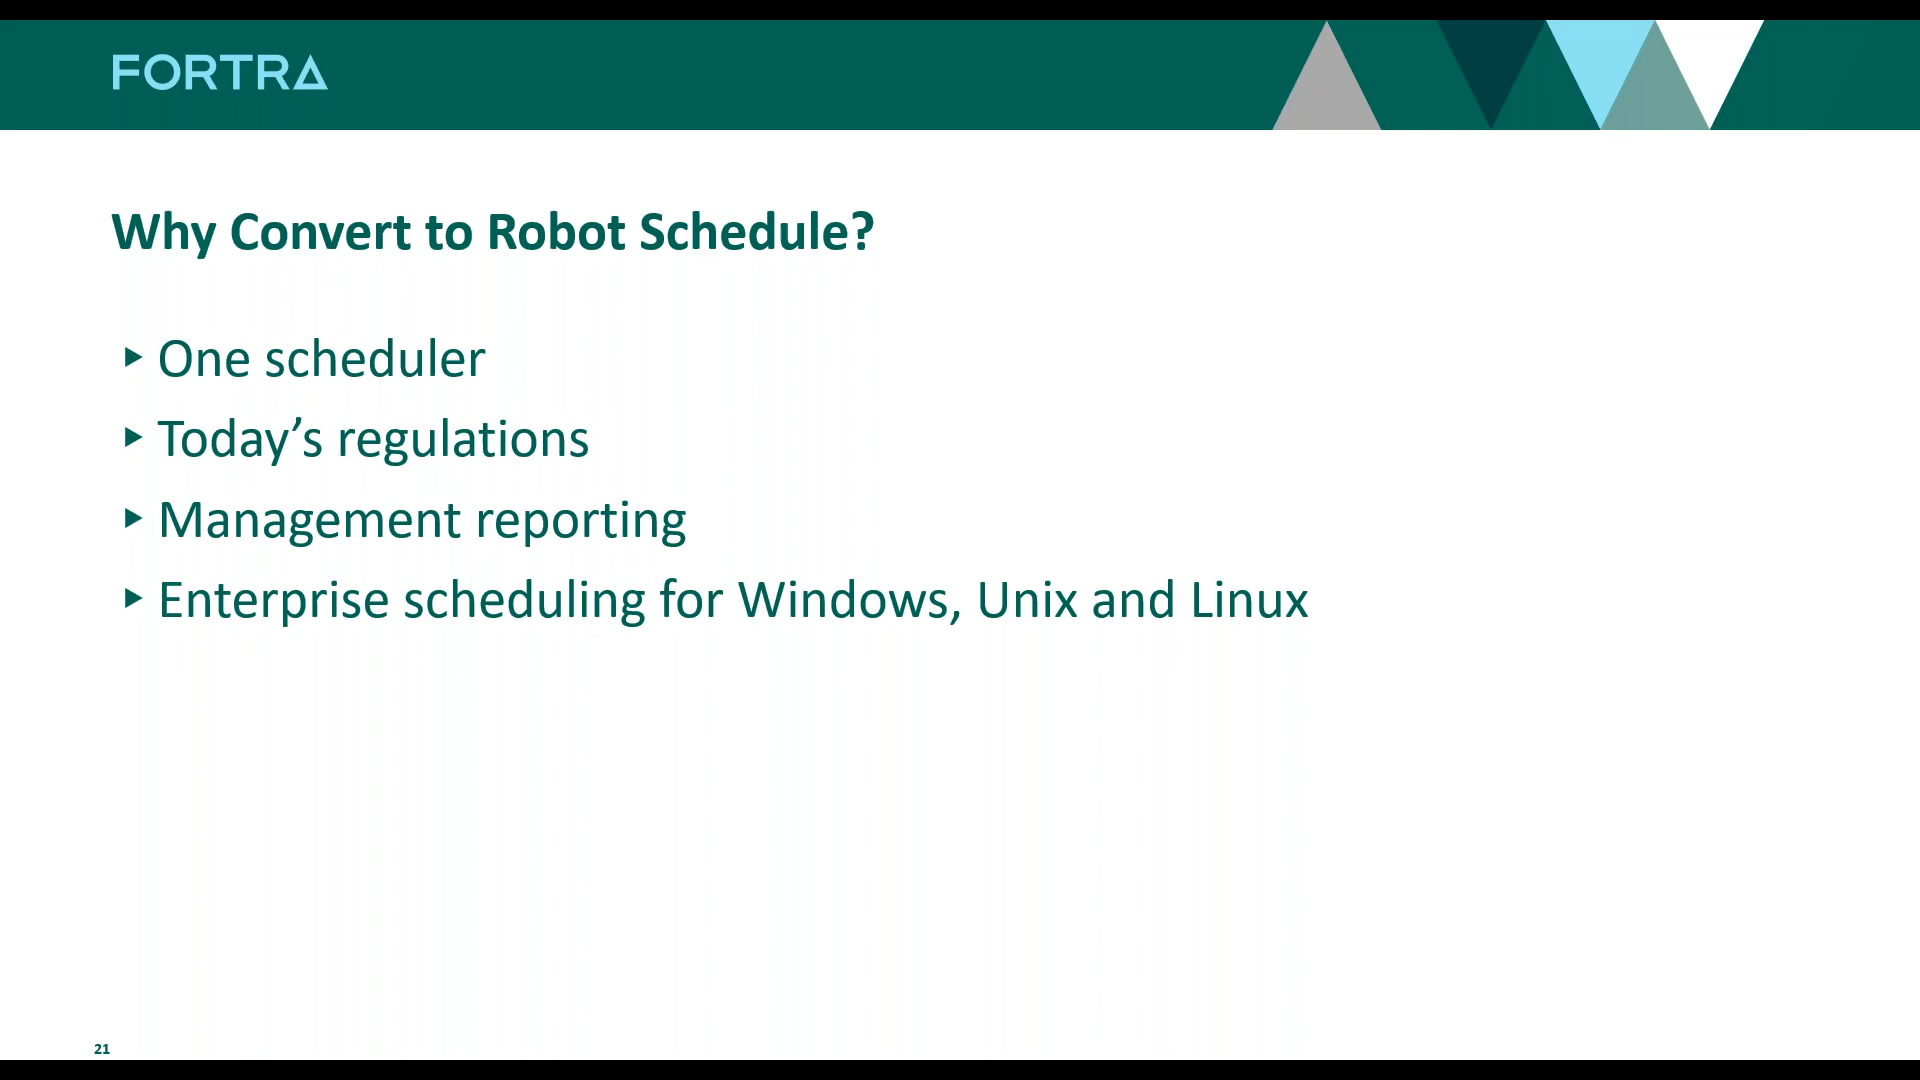 FORTRA
Why Convert to Robot Schedule?
One scheduler
Today’s regulations
Management reporting
Enterprise scheduling for Windows, Unix and Linux
21